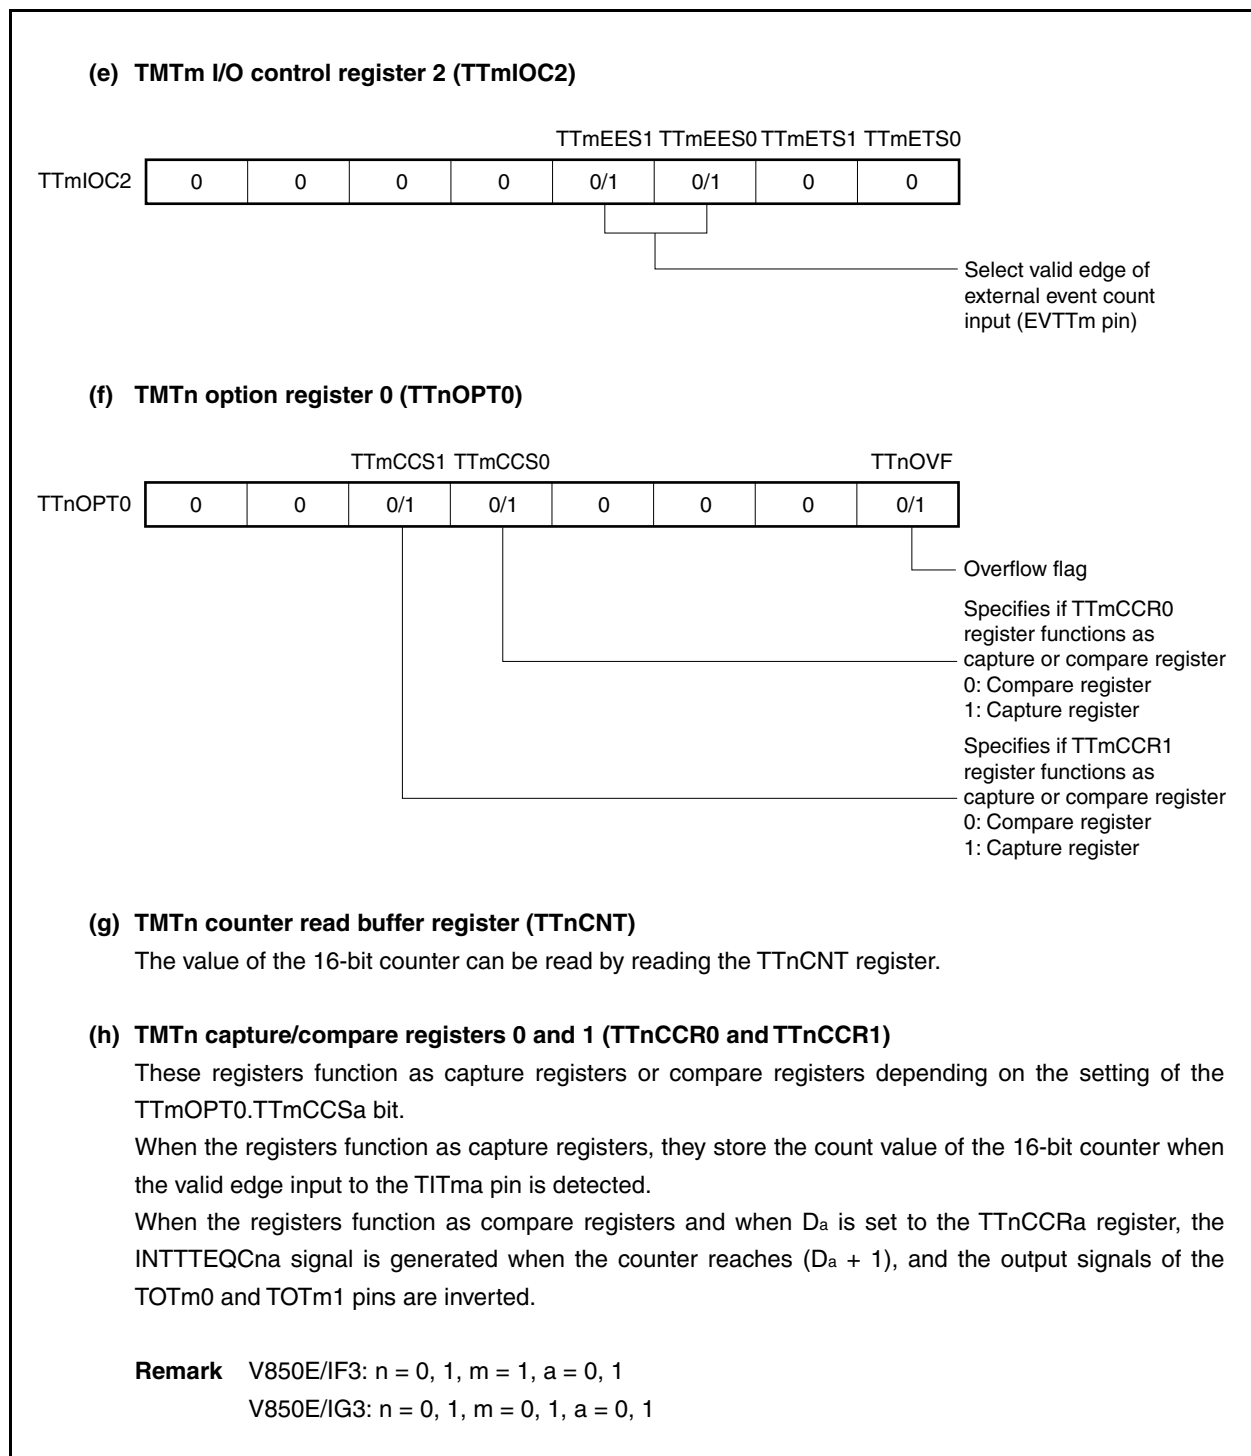 (e) TMTm I/O control register 2 (TTmIOC2)
TTmEES1 TTmEES0 TTmETS1 TTmETS0
TTmIOC2 0 0 0 0 0/1 0/1 0 0
Select valid edge of
external event count
input (EVTTm pin)
(f) TMTn option register 0 (TTnOPT0)
TTmCCS1 TTmCCS0 TTnOVF
TTnOPT0 0 0 0/1 0/1 0 0 0 0/1
Overflow flag
Specifies if TTmCCR0
register functions as
capture or compare register
0: Compare register
1: Capture register
Specifies if TTmCCR1
register functions as
capture or compare register
0: Compare register
1: Capture register
(g) TMTn counter read buffer register (TTnCNT)
The value of the 16-bit counter can be read by reading the TTnCNT register.
(h) TMTn capture/compare registers 0 and 1 (TTnCCR0 and TTnCCR1)
These registers function as capture registers or compare registers depending on the setting of the
TTmOPT0.TTmCCSa bit.
When the registers function as capture registers, they store the count value of the 16-bit counter when
the valid edge input to the TITma pin is detected.
When the registers function as compare registers and when Da is set to the TTnCCRa register, the
INTTTEQCna signal is generated when the counter reaches (Da + 1), and the output signals of the
TOTm0 and TOTm1 pins are inverted.
Remark V850E/IF3: n = 0, 1, m = 1, a = 0, 1
V850E/IG3: n = 0, 1, m = 0, 1, a = 0, 1